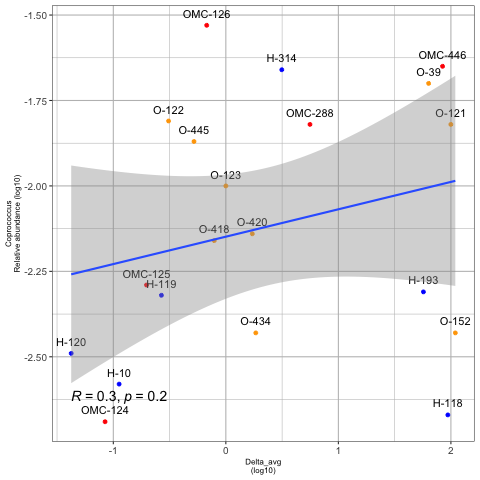 -1.50
-1.75
-2.00
-2.25
-2.50
Coprococcus
Relative abundance (log10)
OMC-126
H-314
OMC-446
O-39
O-122
O-445
OMC-288
O-121
O-123
O-418
O-420
OMC-125
H-119
H-193
O-434
O-152
H-120
H-10
R = 0.3, p = 0.2
OMC-124
H-118
-1
0
1
2
Delta_avg
(log10)